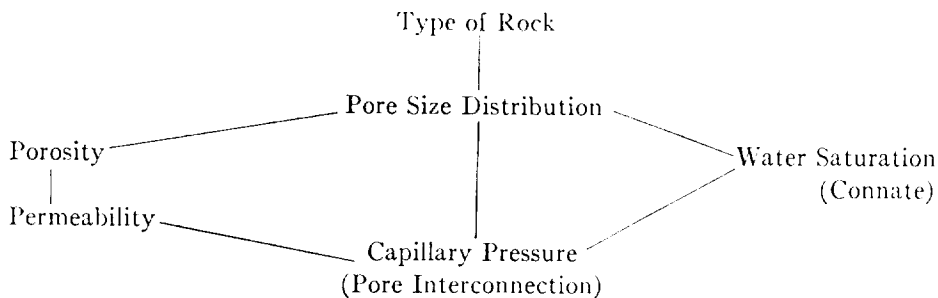 Type of Rock
Pore Size Distribution
Porosity
Water Saturation
(Connate)
Permeability
Capillary Pressure
(Pore Interconnection)